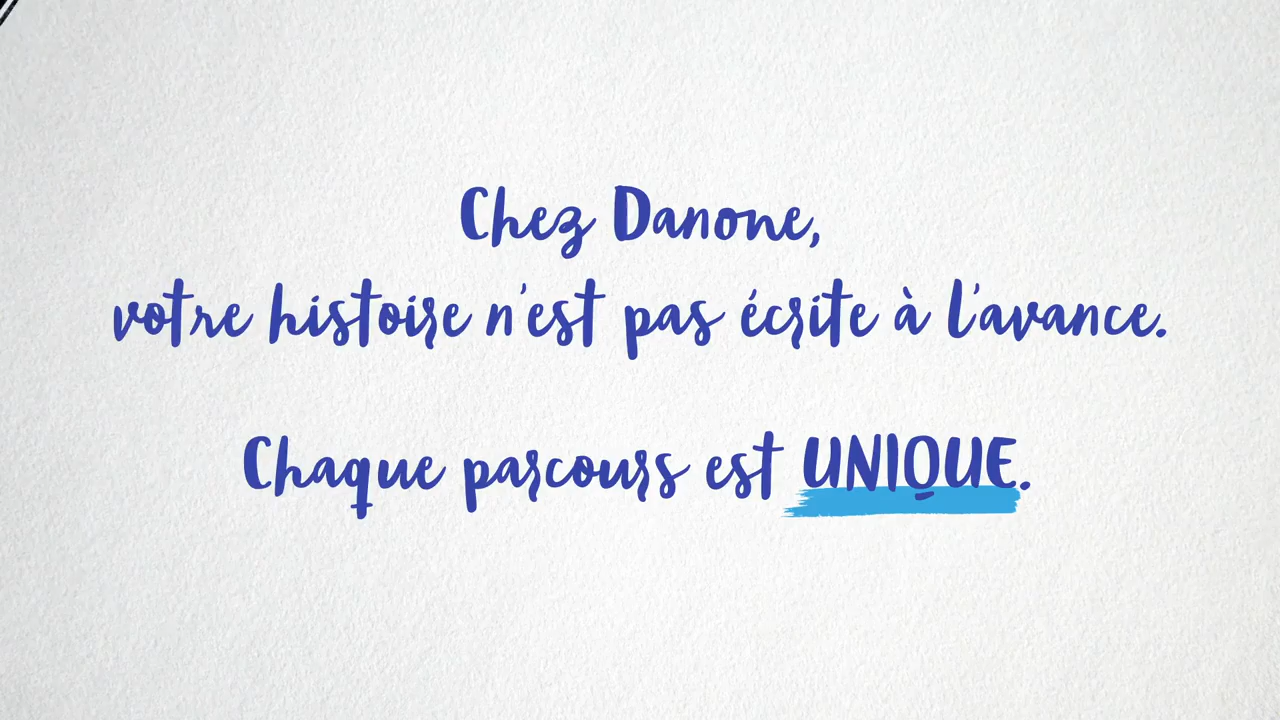 Chez Danone,
votre histoire n'est pas écrite à l'avance.
Chaque parcours est UNIQUE.